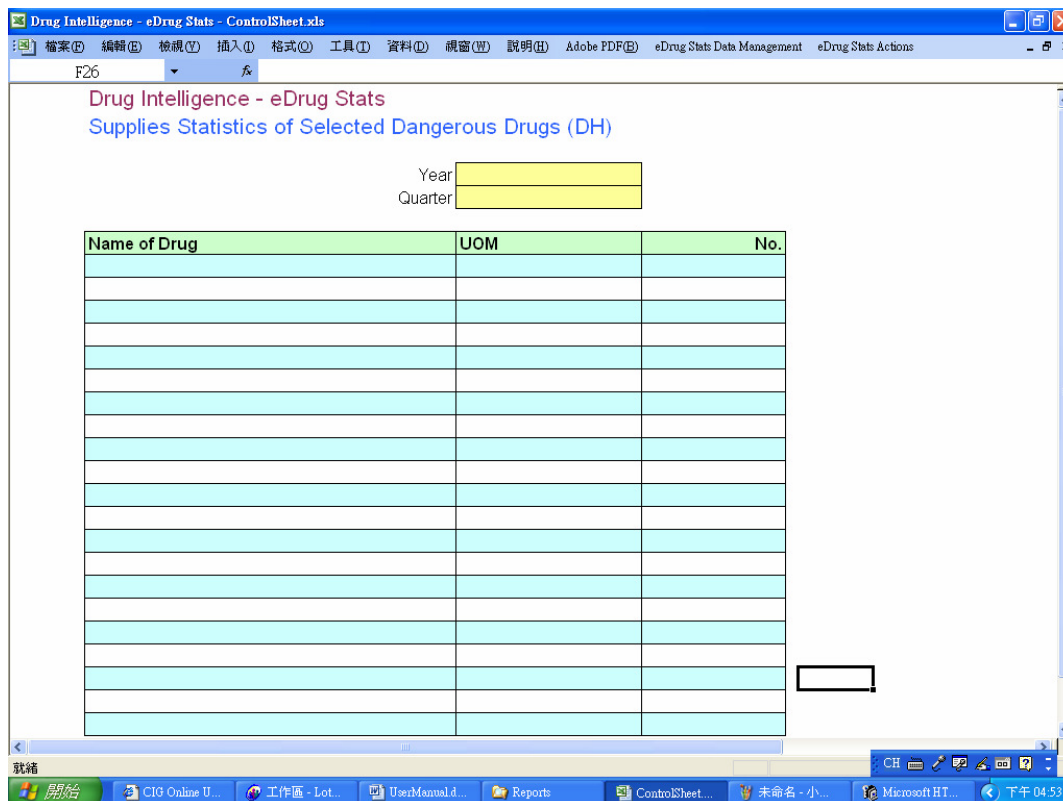 Drug Intelligence - eDrug Stats - ControlSheet.xls
檔案(F) 編輯(E) 檢視(V) 插入(I) 格式(O) 工具(T) 資料(D) 視窗(W) 說明(H) Adobe PDF(B) eDrug Stats Data Management eDrug Stats Actions
F26 fx
Drug Intelligence - eDrug Stats
Supplies Statistics of Selected Dangerous Drugs (DH)
Year
Quarter
Name of Drug UOM No.
就緒
CH
開始 CIG Online U... 工作區 - Lot... UserManual.d... Reports ControlSheet.... 未命名 - 小... Microsoft HT... 下午 04:53